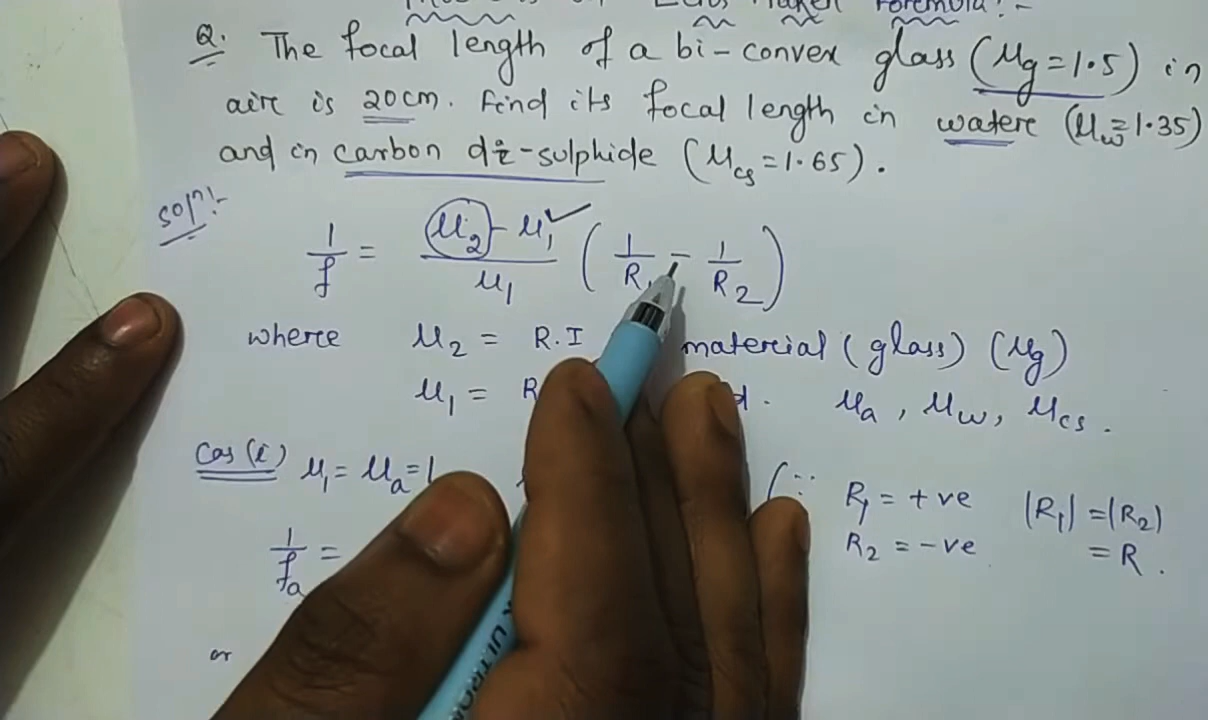 Formula:-
Q. The focal length of a bi-convex glass (μg = 1.5) in
aire is 20cm. Find its focal length in watere (μw = 1.35)
and in carbon di-sulphide (μcs = 1.65).
Soln:-
1/f = (μ2 - μ1)/μ1 (1/R1 - 1/R2)
where μ2 = R.I material (glass) (μg)
μ1 = R d. μa, μw, μcs.
Cas(i) μ1 = μa = 1 (∵ R1 = +ve |R1| = |R2|
1/fa = R2 = -ve = R.
or